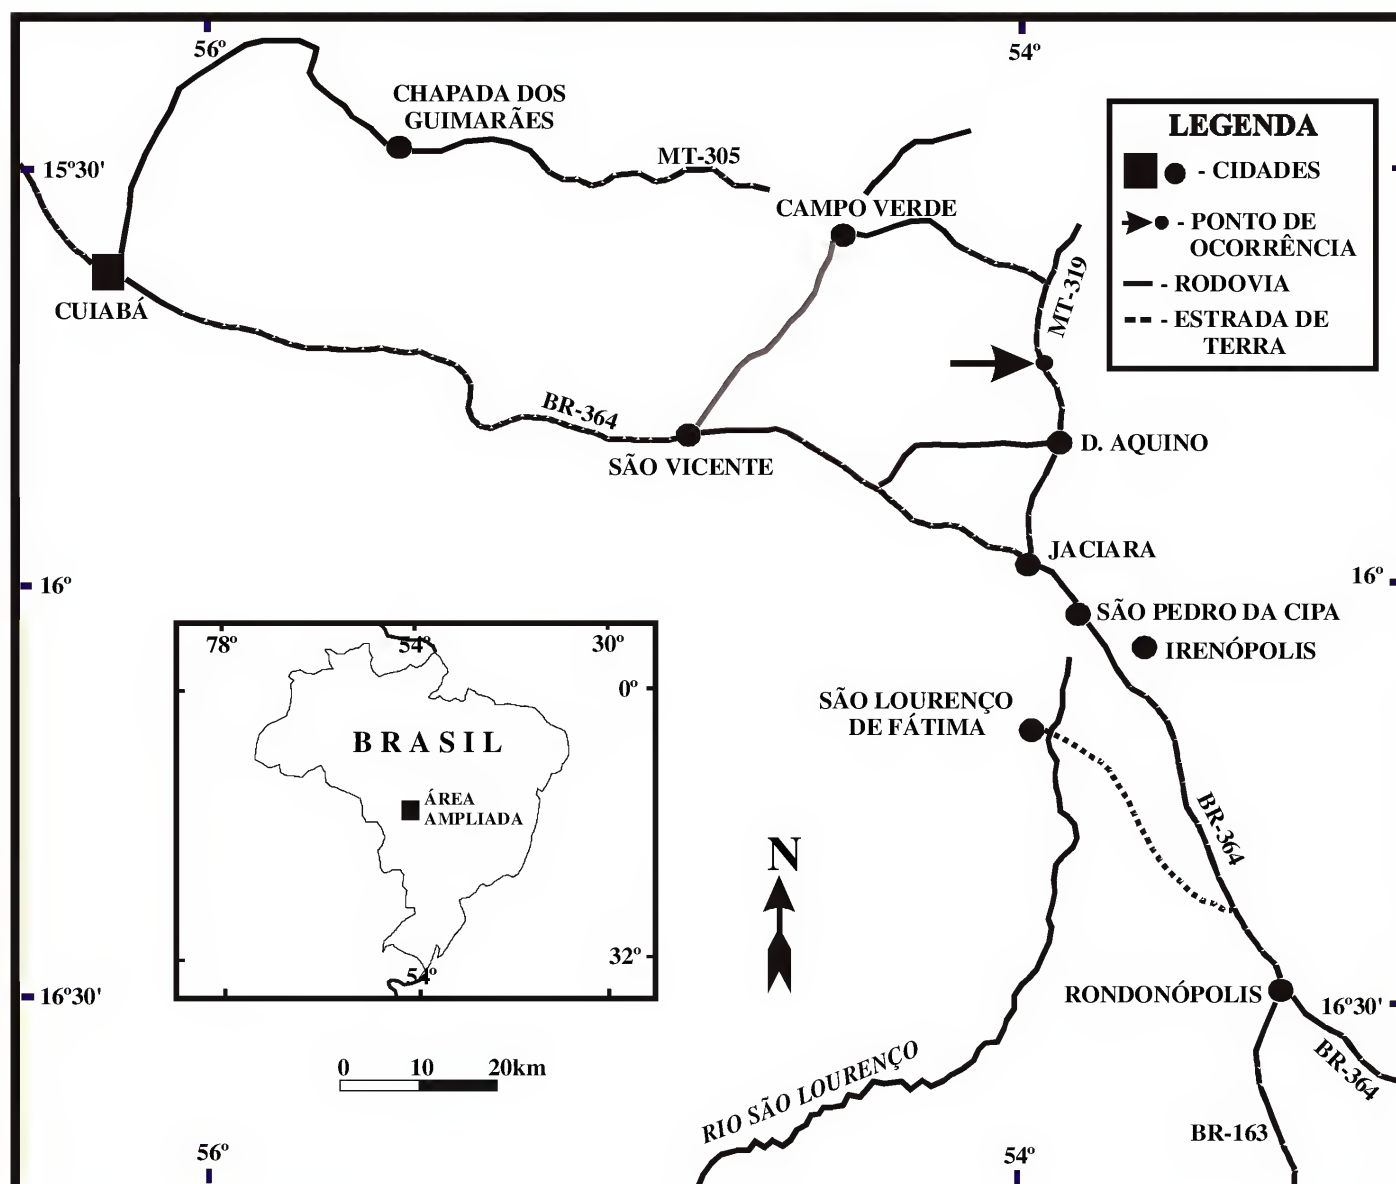 56º
54º
CHAPADA DOS
GUIMARÃES
LEGENDA
MT-305
15º30'
- CIDADES
CAMPO VERDE
- PONTO DE
OCORRÊNCIA
MT-319
- RODOVIA
CUIABÁ
- ESTRADA DE
TERRA
BR-364
D. AQUINO
SÃO VICENTE
JACIARA
16º
16º
SÃO PEDRO DA CIPA
IRENÓPOLIS
78º
54º
30º
0º
SÃO LOURENÇO
DE FÁTIMA
BRASIL
ÁREA
AMPLIADA
BR-364
N
32º
54º
16º30'
RONDONÓPOLIS
16º30'
BR-364
0 10 20km
RIO SÃO LOURENÇO
BR-163
56º
54º